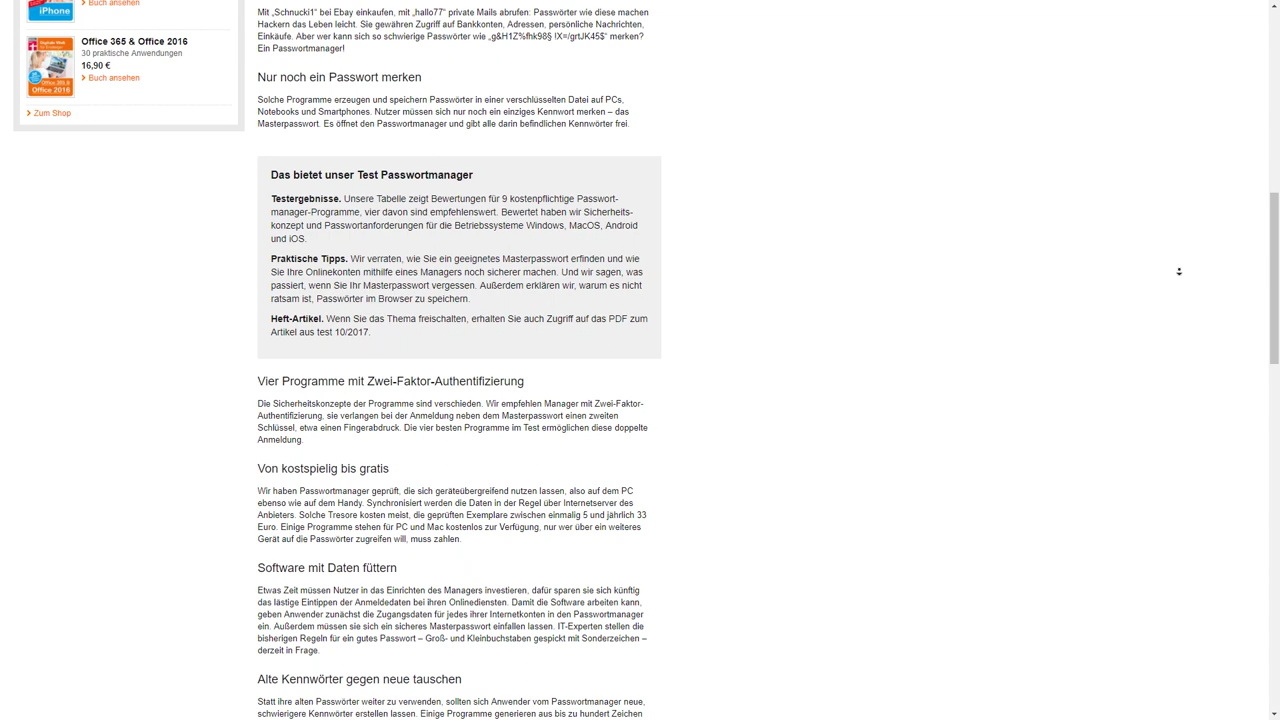 iPhone
Buch ansehen
Office 365 & Office 2016
30 praktische Anwendungen
16,90 €
Buch ansehen
Office 365 &
Office 2016
Zum Shop
Mit „Schnucki1“ bei Ebay einkaufen, mit „hallo77“ private Mails abrufen: Passwörter wie diese machen
Hackern das Leben leicht. Sie gewähren Zugriff auf Bankkonten, Adressen, persönliche Nachrichten,
Einkäufe. Aber wer kann sich so schwierige Passwörter wie „g&H1Z%fhk98§ !X=/grtJK45$“ merken?
Ein Passwortmanager!
Nur noch ein Passwort merken
Solche Programme erzeugen und speichern Passwörter in einer verschlüsselten Datei auf PCs,
Notebooks und Smartphones. Nutzer müssen sich nur noch ein einziges Kennwort merken – das
Masterpasswort. Es öffnet den Passwortmanager und gibt alle darin befindlichen Kennwörter frei.
Das bietet unser Test Passwortmanager
Testergebnisse. Unsere Tabelle zeigt Bewertungen für 9 kostenpflichtige Passwort-
manager-Programme, vier davon sind empfehlenswert. Bewertet haben wir Sicherheits-
konzept und Passwortanforderungen für die Betriebssysteme Windows, MacOS, Android
und iOS.
Praktische Tipps. Wir verraten, wie Sie ein geeignetes Masterpasswort erfinden und wie
Sie Ihre Onlinekonten mithilfe eines Managers noch sicherer machen. Und wir sagen, was
passiert, wenn Sie Ihr Masterpasswort vergessen. Außerdem erklären wir, warum es nicht
ratsam ist, Passwörter im Browser zu speichern.
Heft-Artikel. Wenn Sie das Thema freischalten, erhalten Sie auch Zugriff auf das PDF zum
Artikel aus test 10/2017.
Vier Programme mit Zwei-Faktor-Authentifizierung
Die Sicherheitskonzepte der Programme sind verschieden. Wir empfehlen Manager mit Zwei-Faktor-
Authentifizierung, sie verlangen bei der Anmeldung neben dem Masterpasswort einen zweiten
Schlüssel, etwa einen Fingerabdruck. Die vier besten Programme im Test ermöglichen diese doppelte
Anmeldung.
Von kostspielig bis gratis
Wir haben Passwortmanager geprüft, die sich geräteübergreifend nutzen lassen, also auf dem PC
ebenso wie auf dem Handy. Synchronisiert werden die Daten in der Regel über Internetserver des
Anbieters. Solche Tresore kosten meist, die geprüften Exemplare zwischen einmalig 5 und jährlich 33
Euro. Einige Programme stehen für PC und Mac kostenlos zur Verfügung, nur wer über ein weiteres
Gerät auf die Passwörter zugreifen will, muss zahlen.
Software mit Daten füttern
Etwas Zeit müssen Nutzer in das Einrichten des Managers investieren, dafür sparen sie sich künftig
das lästige Eintippen der Anmeldedaten bei ihren Onlinediensten. Damit die Software arbeiten kann,
geben Anwender zunächst die Zugangsdaten für jedes ihrer Internetkonten in den Passwortmanager
ein. Außerdem müssen sie sich ein sicheres Masterpasswort einfallen lassen. IT-Experten stellen die
bisherigen Regeln für ein gutes Passwort – Groß- und Kleinbuchstaben gespickt mit Sonderzeichen –
derzeit in Frage.
Alte Kennwörter gegen neue tauschen
Statt ihre alten Passwörter weiter zu verwenden, sollten sich Anwender vom Passwortmanager neue,
schwierigere Kennwörter erstellen lassen. Einige Programme generieren aus bis zu hundert Zeichen